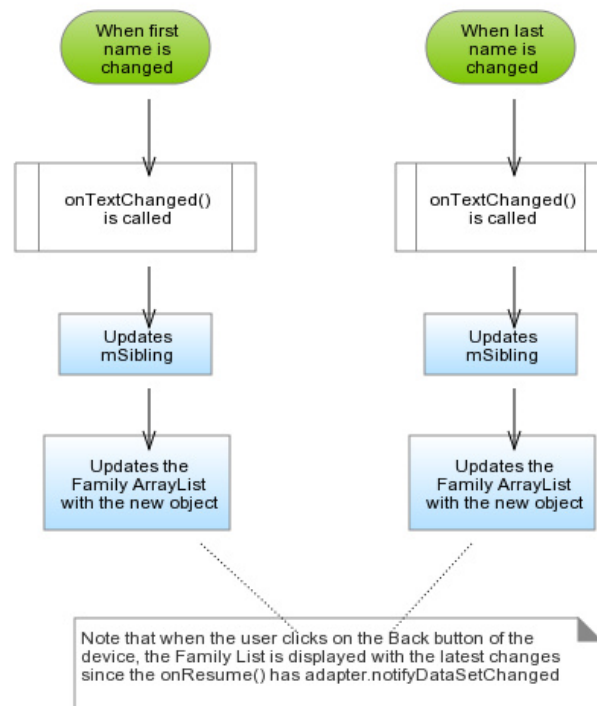 When first
name is
changed
When last
name is
changed
onTextChanged()
is called
onTextChanged()
is called
Updates
mSibling
Updates
mSibling
Updates the
Family ArrayList
with the new object
Updates the
Family ArrayList
with the new object
Note that when the user clicks on the Back button of the
device, the Family List is displayed with the latest changes
since the onResume() has adapter.notifyDataSetChanged